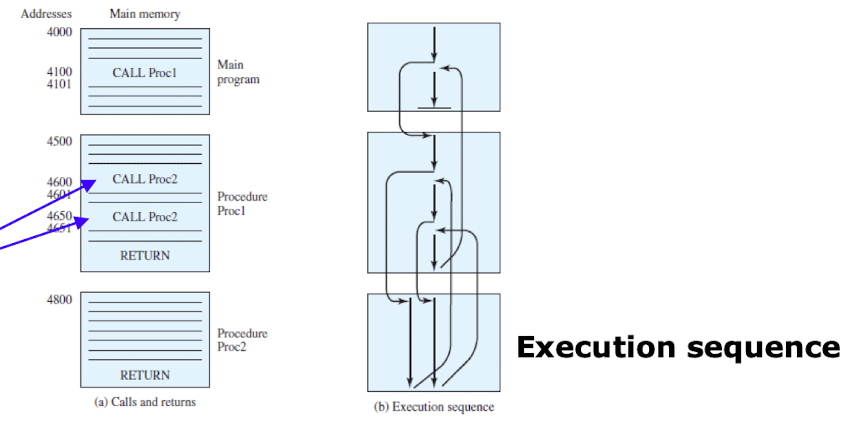 Addresses
Main memory
4000
4100
CALL Proc1
4101
Main
program
4500
4600
CALL Proc2
4601
4650
CALL Proc2
4651
RETURN
Procedure
Proc1
4800
RETURN
Procedure
Proc2
(a) Calls and returns
(b) Execution sequence
Execution sequence